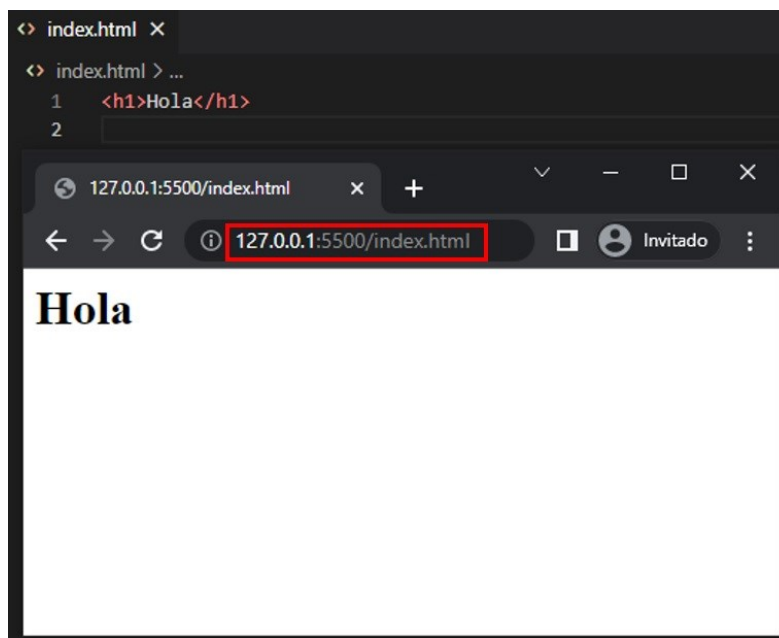 index.html
index.html > ...
1 <h1>Hola</h1>
2
127.0.0.1:5500/index.html
127.0.0.1:5500/index.html Invitado
Hola